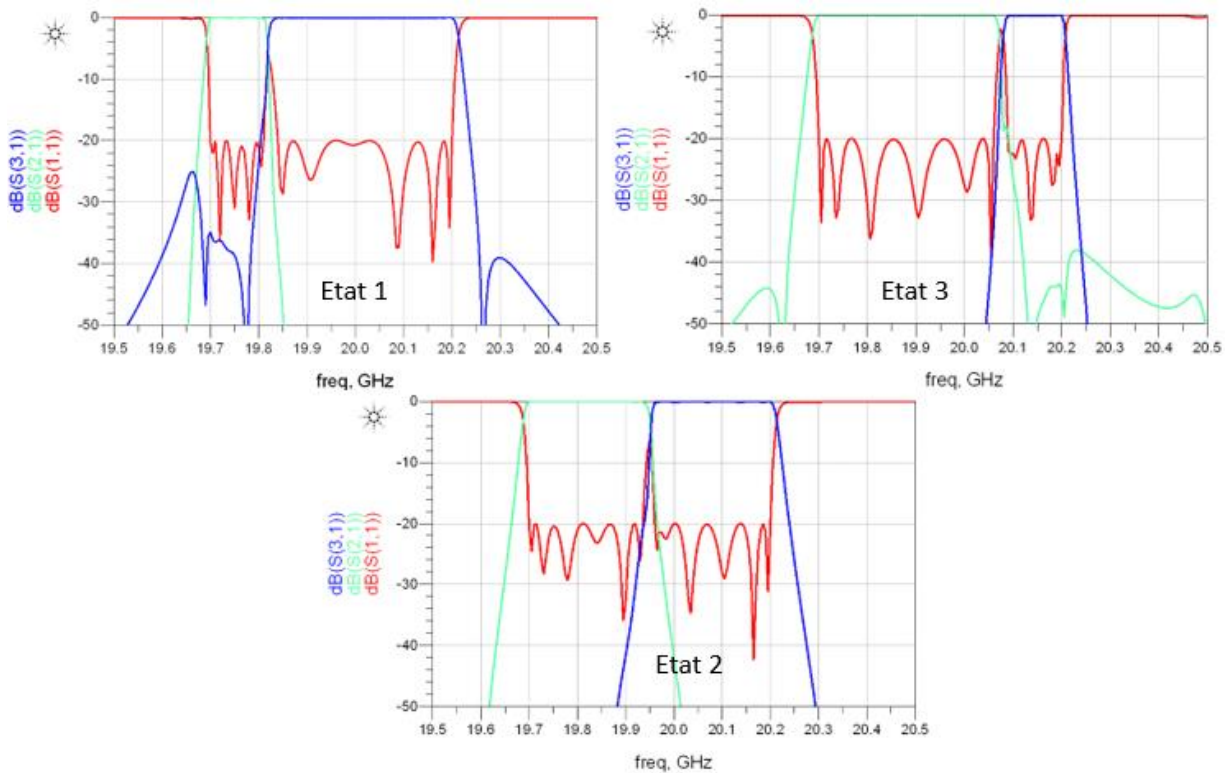 0
-10
-20
-30
-40
-50
dB(S(3,1))
dB(S(2,1))
dB(S(1,1))
Etat 1
19.5 19.6 19.7 19.8 19.9 20.0 20.1 20.2 20.3 20.4 20.5
freq, GHz
0
-10
-20
-30
-40
-50
dB(S(3,1))
dB(S(2,1))
dB(S(1,1))
Etat 3
19.5 19.6 19.7 19.8 19.9 20.0 20.1 20.2 20.3 20.4 20.5
freq, GHz
0
-10
-20
-30
-40
-50
dB(S(3,1))
dB(S(2,1))
dB(S(1,1))
Etat 2
19.5 19.6 19.7 19.8 19.9 20.0 20.1 20.2 20.3 20.4 20.5
freq, GHz